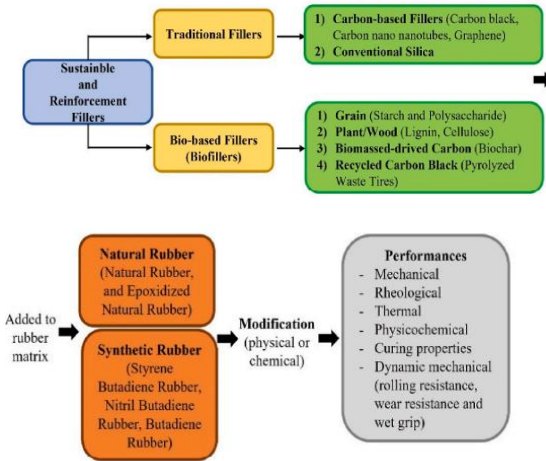 Sustainble
and
Reinforcement
Fillers
Traditional Fillers
1) Carbon-based Fillers (Carbon black,
Carbon nano nanotubes, Graphene)
2) Conventional Silica
Bio-based Fillers
(Biofillers)
1) Grain (Starch and Polysaccharide)
2) Plant/Wood (Lignin, Cellulose)
3) Biomassed-drived Carbon (Biochar)
4) Recycled Carbon Black (Pyrolyzed
Waste Tires)
Added to
rubber
matrix
Natural Rubber
(Natural Rubber,
and Epoxidized
Natural Rubber)
Synthetic Rubber
(Styrene
Butadiene Rubber,
Nitril Butadiene
Rubber, Butadiene
Rubber)
Modification
(physical or
chemical)
Performances
- Mechanical
- Rheological
- Thermal
- Physicochemical
- Curing properties
- Dynamic mechanical
(rolling resistance,
wear resistance and
wet grip)